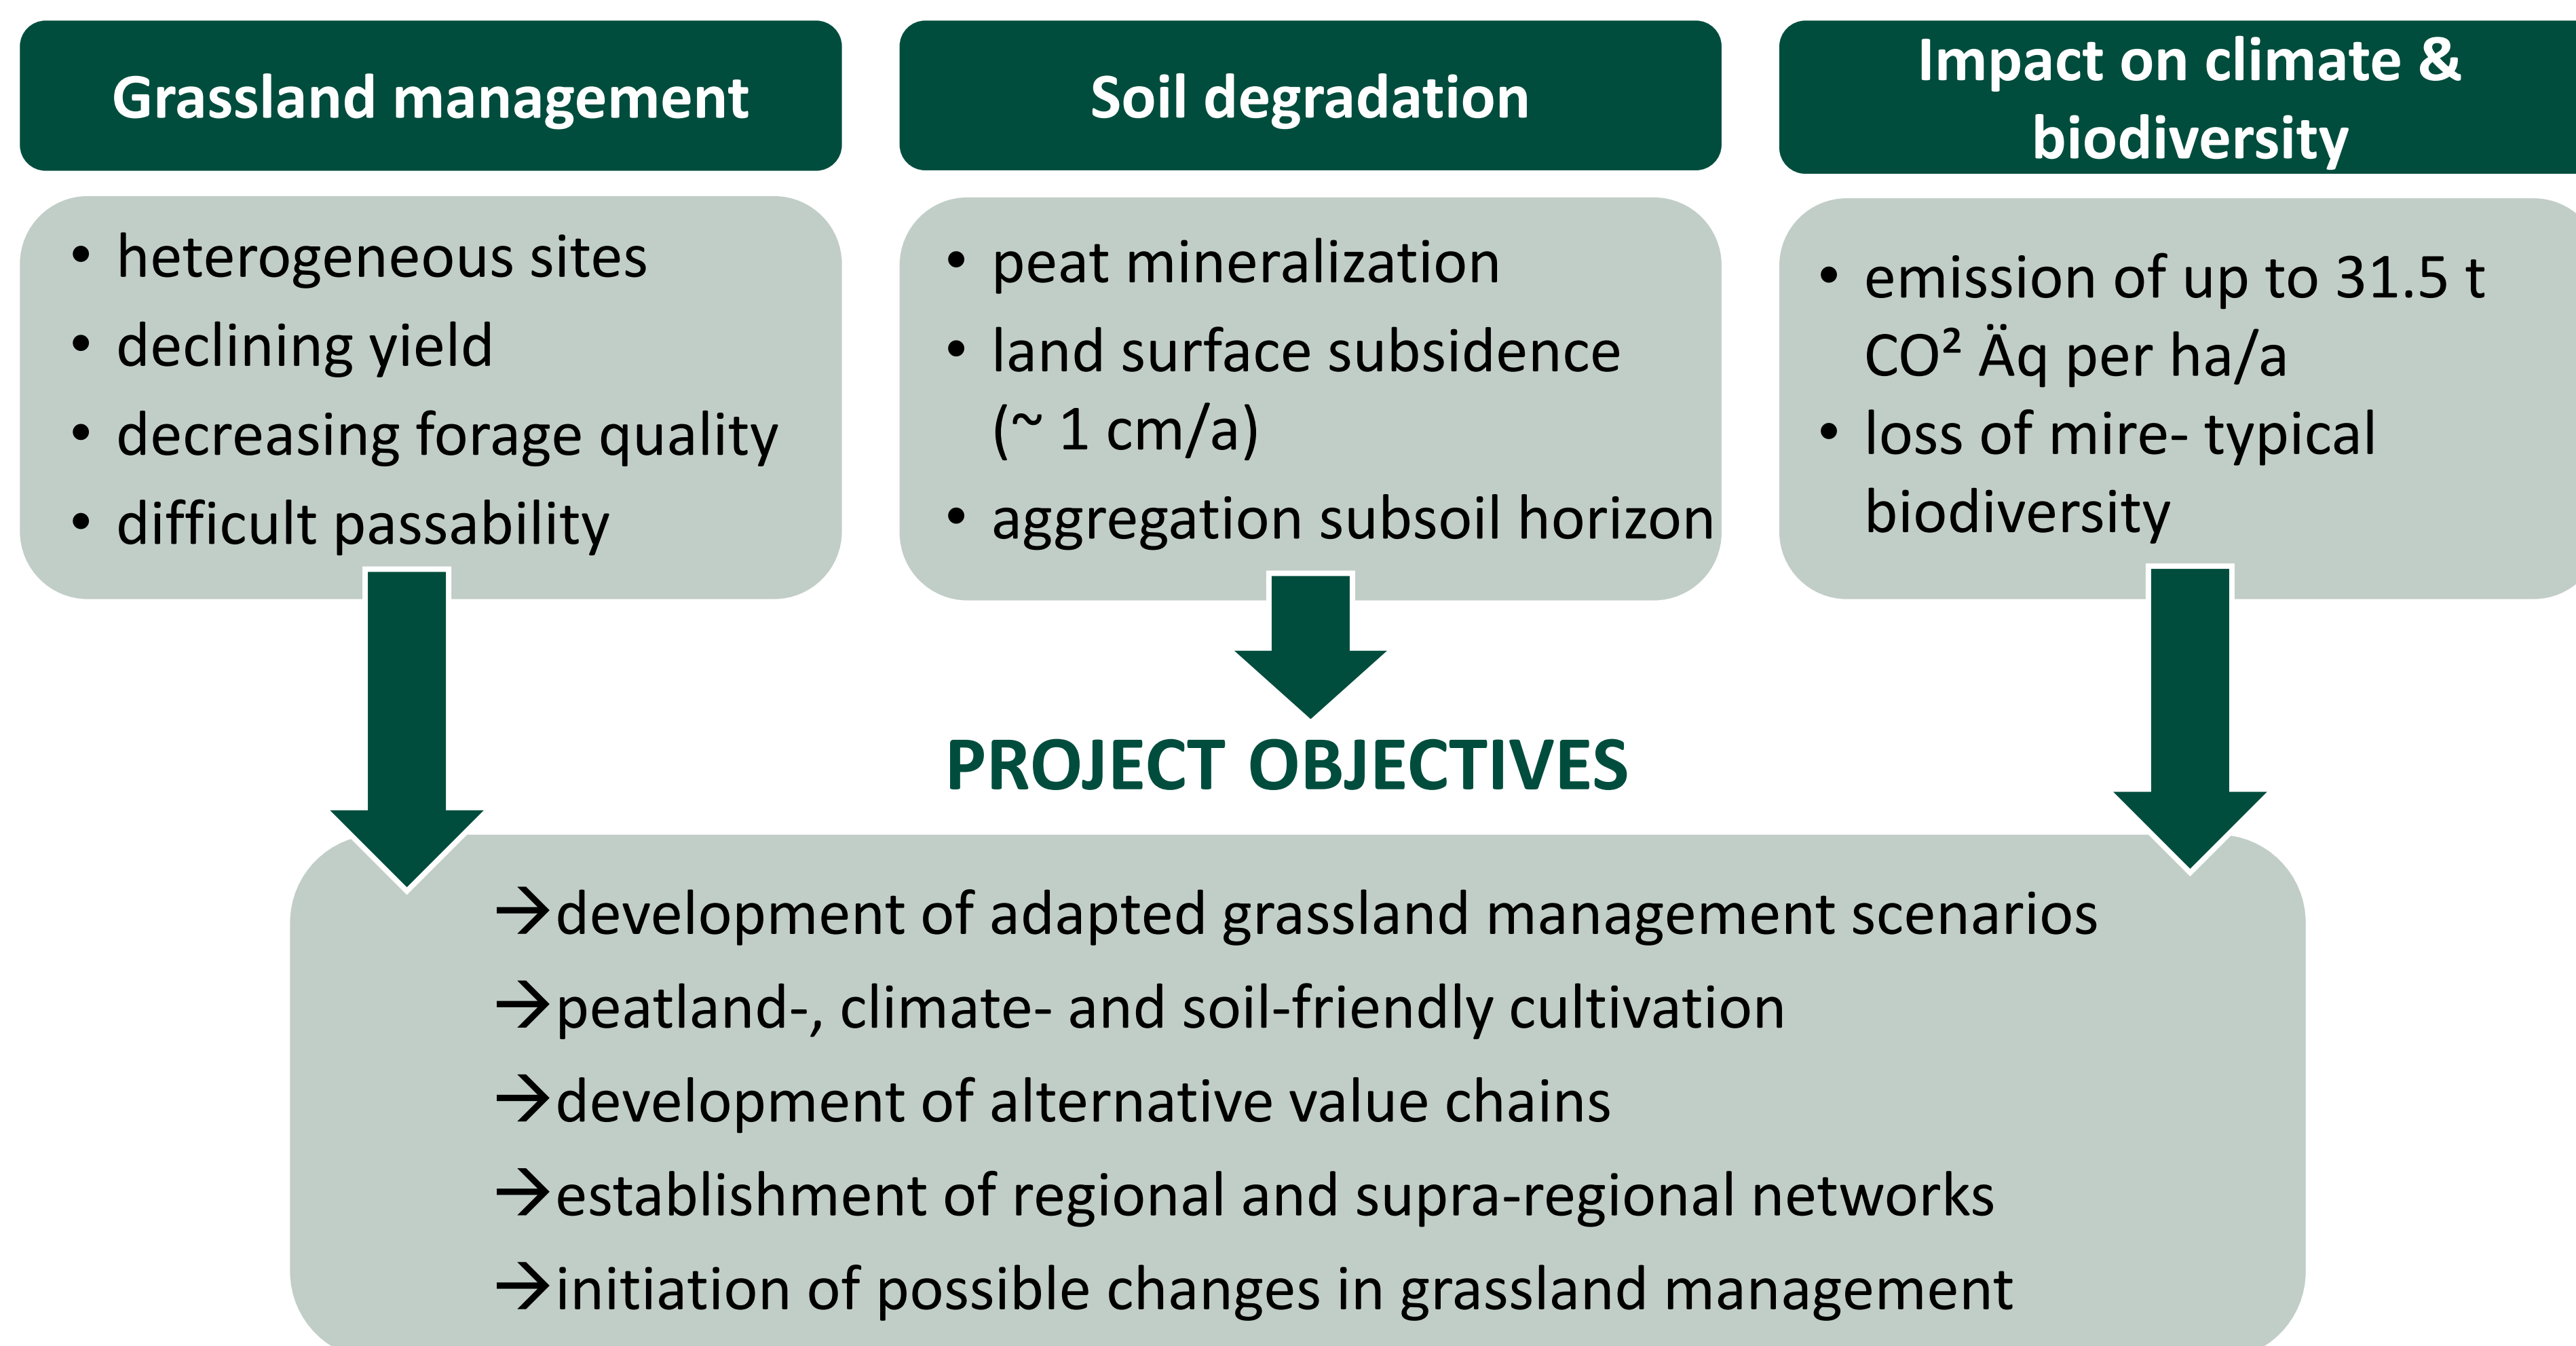 Grassland management
• heterogeneous sites
• declining yield
• decreasing forage quality
• difficult passability
Soil degradation
• peat mineralization
• land surface subsidence
(~ 1 cm/a)
• aggregation subsoil horizon
Impact on climate &
biodiversity
• emission of up to 31.5 t
CO² Äq per ha/a
• loss of mire- typical
biodiversity
PROJECT OBJECTIVES
→development of adapted grassland management scenarios
→peatland-, climate- and soil-friendly cultivation
→development of alternative value chains
→establishment of regional and supra-regional networks
→initiation of possible changes in grassland management